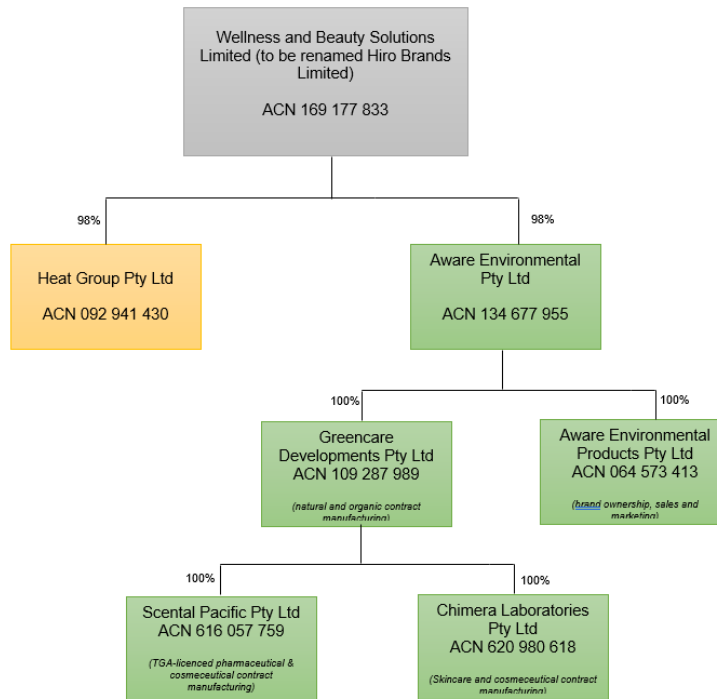 Wellness and Beauty Solutions
Limited (to be renamed Hiro Brands
Limited)
ACN 169 177 833
98%
98%
Heat Group Pty Ltd
ACN 092 941 430
Aware Environmental
Pty Ltd
ACN 134 677 955
100%
100%
Greencare
Developments Pty Ltd
ACN 109 287 989
(natural and organic contract
manufacturing)
Aware Environmental
Products Pty Ltd
ACN 064 573 413
(brand ownership, sales and
marketing)
100%
100%
Scental Pacific Pty Ltd
ACN 616 057 759
(TGA-licenced pharmaceutical &
cosmeceutical contract
manufacturing)
Chimera Laboratories
Pty Ltd
ACN 620 980 618
(Skincare and cosmeceutical contract
manufacturing)